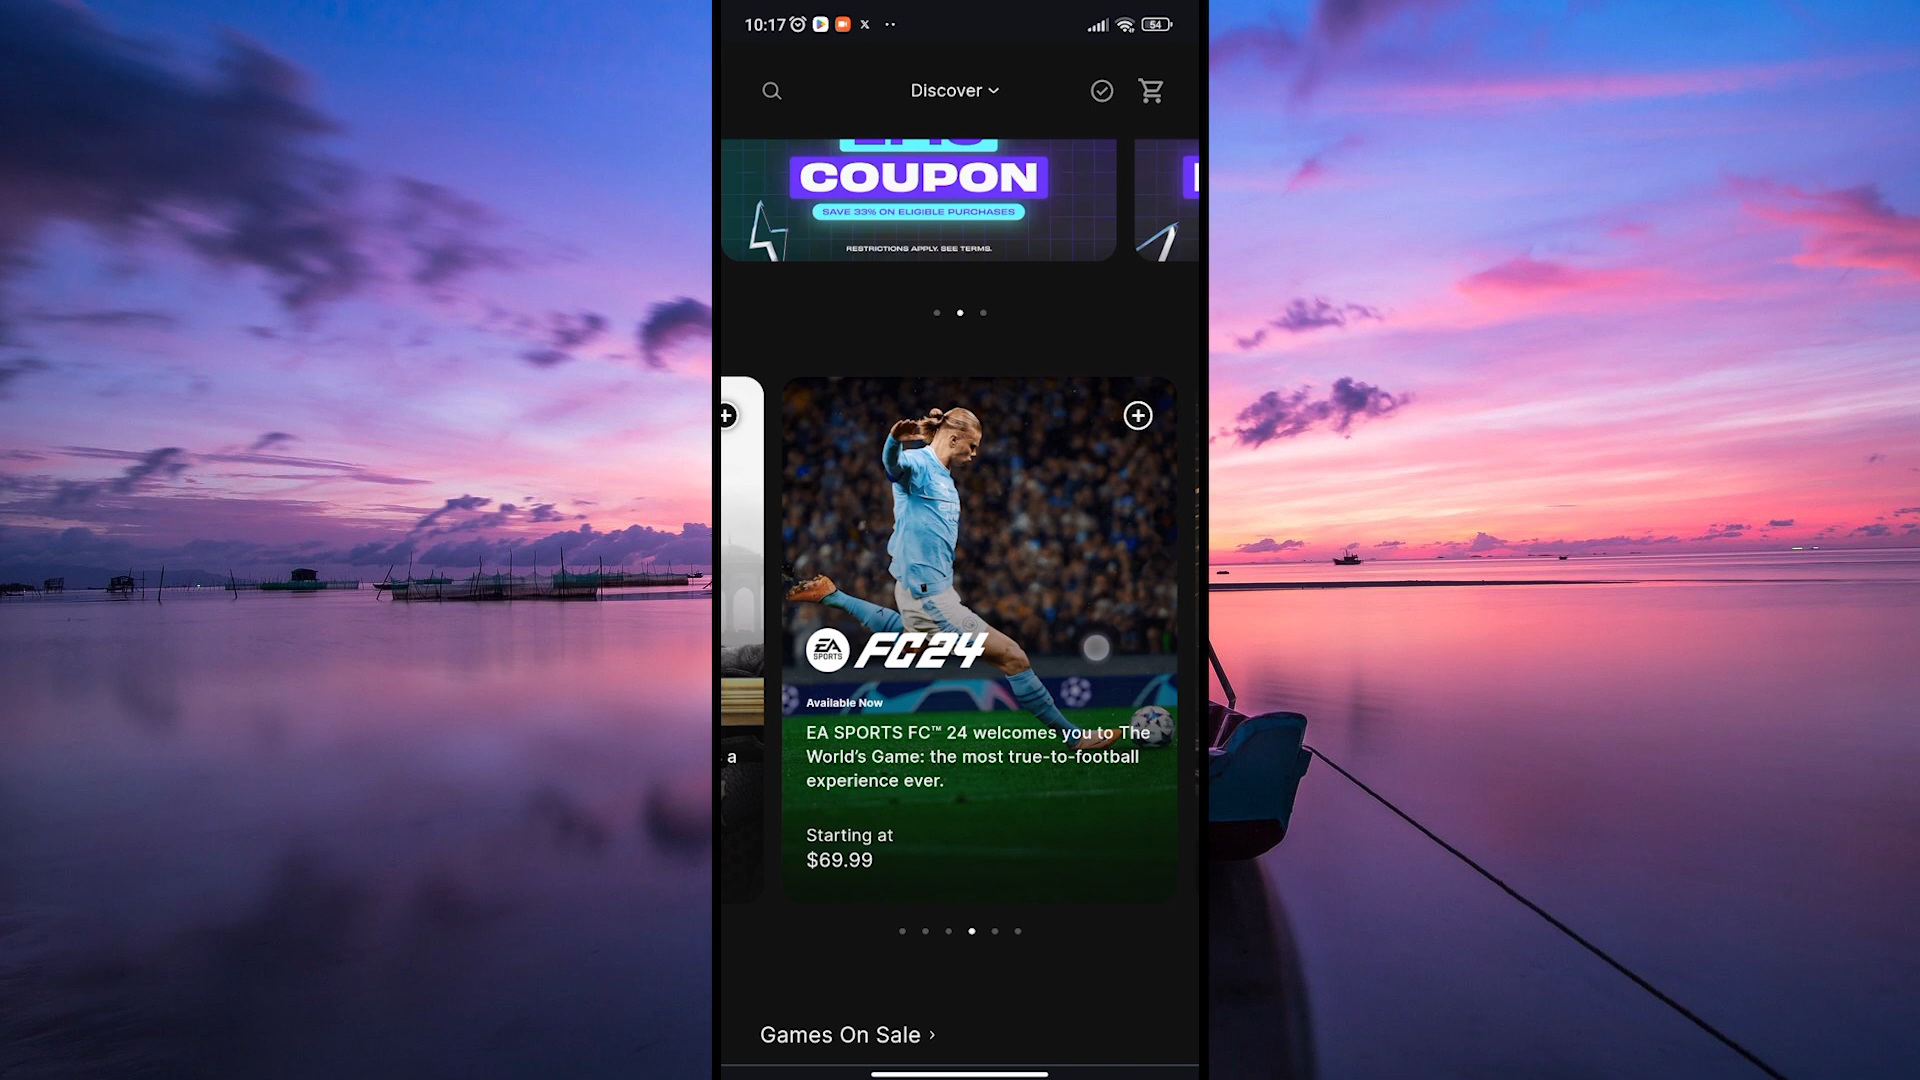 10:17
54
Discover
EPIC
COUPON
SAVE 33% ON ELIGIBLE PURCHASES
RESTRICTIONS APPLY. SEE TERMS.
EA
SPORTS
FC24
Available Now
EA SPORTS FC™ 24 welcomes you to The
World's Game: the most true-to-football
experience ever.
a
Starting at
$69.99
Games On Sale